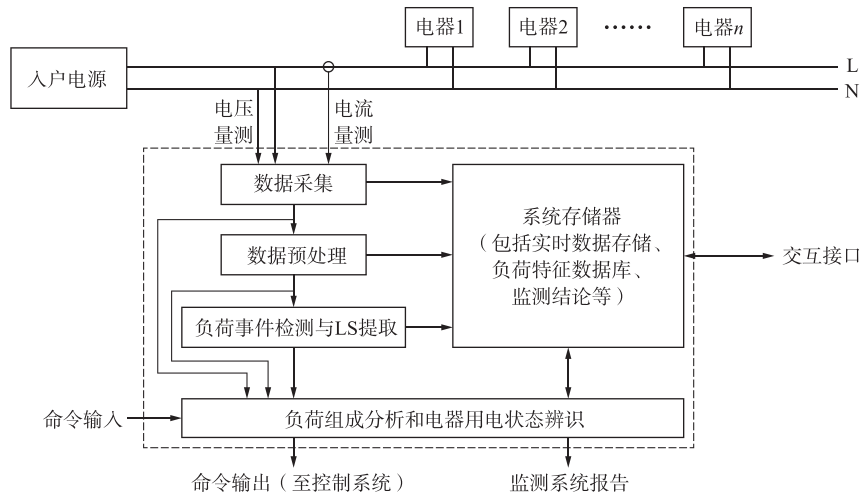 电器1
电器2
……
电器n
入户电源
L
N
电压
量测
电流
量测
数据采集
系统存储器
（包括实时数据存储、
负荷特征数据库、
监测结论等）
交互接口
数据预处理
负荷事件检测与LS提取
命令输入
负荷组成分析和电器用电状态辨识
命令输出（至控制系统）
监测系统报告